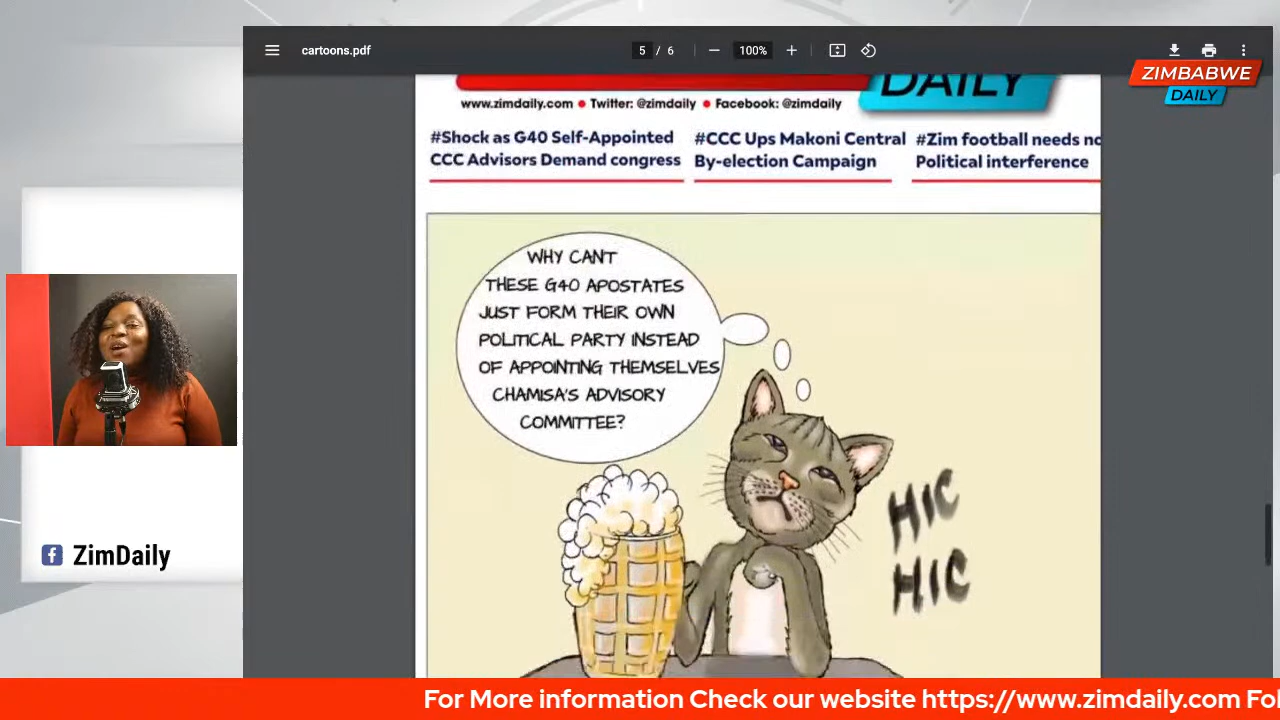 cartoons.pdf
5 / 6
100%
ZIMBABWE
DAILY
DAILY
www.zimdaily.com ● Twitter: @zimdaily ● Facebook: @zimdaily
#Shock as G40 Self-Appointed
CCC Advisors Demand congress
#CCC Ups Makoni Central
By-election Campaign
#Zim football needs no
Political interference
WHY CANT
THESE G40 APOSTATES
JUST FORM THEIR OWN
POLITICAL PARTY INSTEAD
OF APPOINTING THEMSELVES
CHAMISA'S ADVISORY
COMMITTEE?
HIC
HIC
ZimDaily
For More information Check our website https://www.zimdaily.com Fol